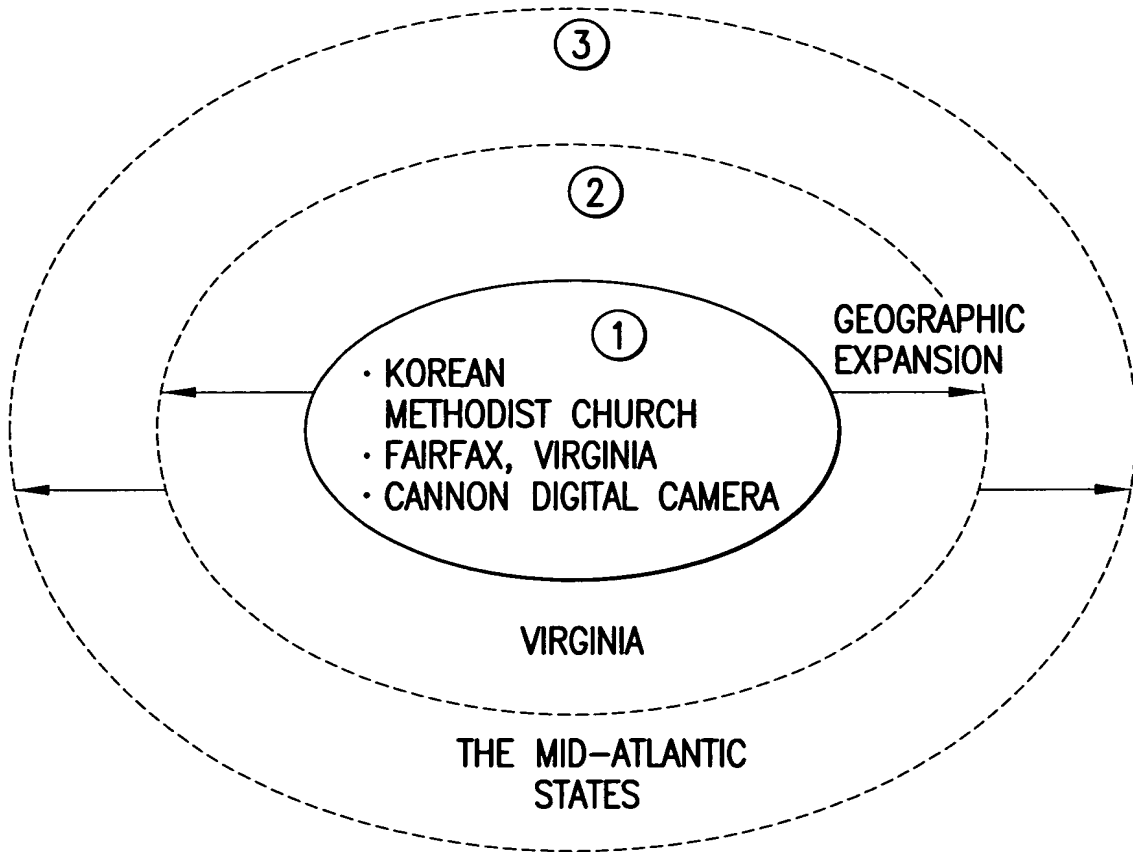 3
2
1
GEOGRAPHIC
EXPANSION
· KOREAN
METHODIST CHURCH
· FAIRFAX, VIRGINIA
· CANNON DIGITAL CAMERA
VIRGINIA
THE MID-ATLANTIC
STATES